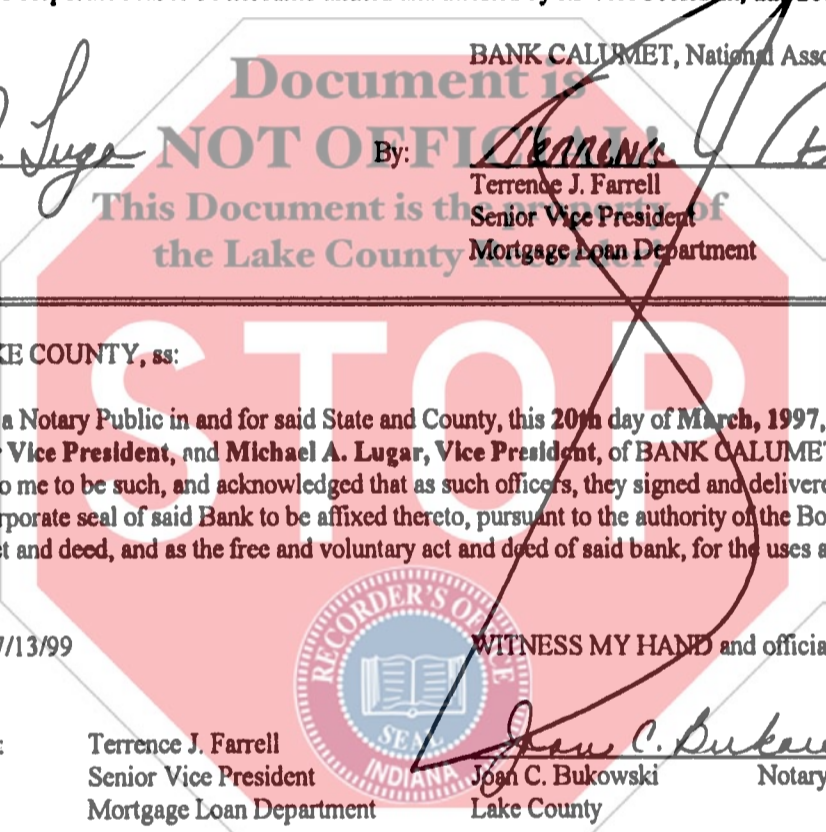 BANK CALUMET, National Asso
Document is
NOT OFFICIAL!
This Document is the property of
the Lake County Recorder!
Lugar
By:
Terrence
Terrence J. Farrell
Senior Vice President
Mortgage Loan Department
STOP
KE COUNTY, ss:
a Notary Public in and for said State and County, this 20th day of March, 1997,
Vice President, and Michael A. Lugar, Vice President, of BANK CALUMET
o me to be such, and acknowledged that as such officers, they signed and delivere
rporate seal of said Bank to be affixed thereto, pursuant to the authority of the Bo
t and deed, and as the free and voluntary act and deed of said bank, for the uses a
RECORDER'S OFFICE
SEAL
INDIANA
7/13/99
WITNESS MY HAND and officia
Joan C. Bukow
: Terrence J. Farrell
Senior Vice President
Mortgage Loan Department
Joan C. Bukowski Notary
Lake County